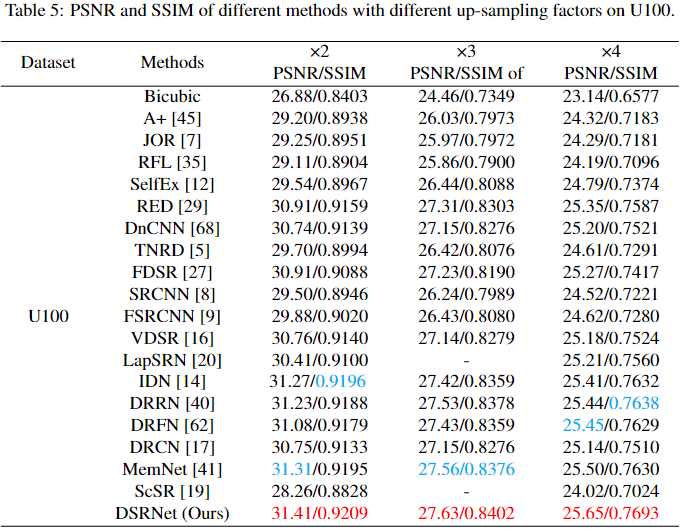 Table 5: PSNR and SSIM of different methods with different up-sampling factors on U100.
Dataset Methods ×2 ×3 ×4
PSNR/SSIM PSNR/SSIM of PSNR/SSIM
Bicubic 26.88/0.8403 24.46/0.7349 23.14/0.6577
A+ [45] 29.20/0.8938 26.03/0.7973 24.32/0.7183
JOR [7] 29.25/0.8951 25.97/0.7972 24.29/0.7181
RFL [35] 29.11/0.8904 25.86/0.7900 24.19/0.7096
SelfEx [12] 29.54/0.8967 26.44/0.8088 24.79/0.7374
RED [29] 30.91/0.9159 27.31/0.8303 25.35/0.7587
DnCNN [68] 30.74/0.9139 27.15/0.8276 25.20/0.7521
TNRD [5] 29.70/0.8994 26.42/0.8076 24.61/0.7291
FDSR [27] 30.91/0.9088 27.23/0.8190 25.27/0.7417
SRCNN [8] 29.50/0.8946 26.24/0.7989 24.52/0.7221
U100 FSRCNN [9] 29.88/0.9020 26.43/0.8080 24.62/0.7280
VDSR [16] 30.76/0.9140 27.14/0.8279 25.18/0.7524
LapSRN [20] 30.41/0.9100 - 25.21/0.7560
IDN [14] 31.27/0.9196 27.42/0.8359 25.41/0.7632
DRRN [40] 31.23/0.9188 27.53/0.8378 25.44/0.7638
DRFN [62] 31.08/0.9179 27.43/0.8359 25.45/0.7629
DRCN [17] 30.75/0.9133 27.15/0.8276 25.14/0.7510
MemNet [41] 31.31/0.9195 27.56/0.8376 25.50/0.7630
ScSR [19] 28.26/0.8828 - 24.02/0.7024
DSRNet (Ours) 31.41/0.9209 27.63/0.8402 25.65/0.7693